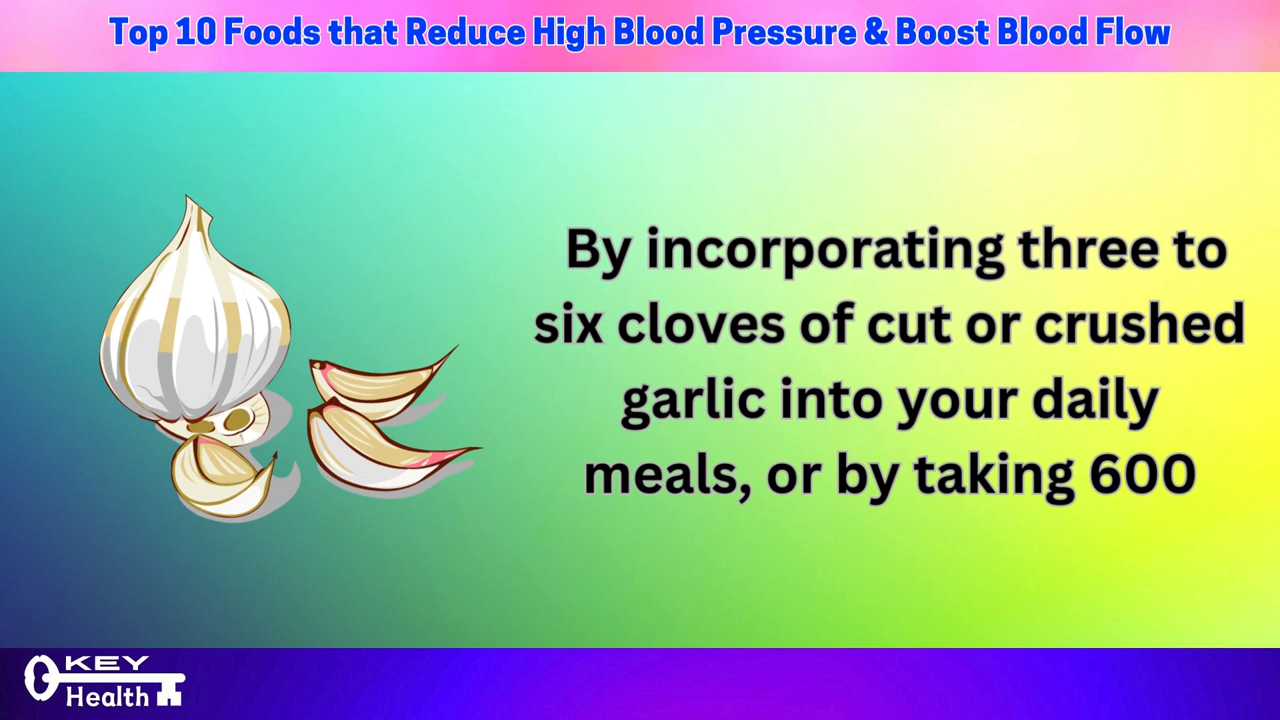 Top 10 Foods that Reduce High Blood Pressure & Boost Blood Flow
By incorporating three to
six cloves of cut or crushed
garlic into your daily
meals, or by taking 600
KEY
Health